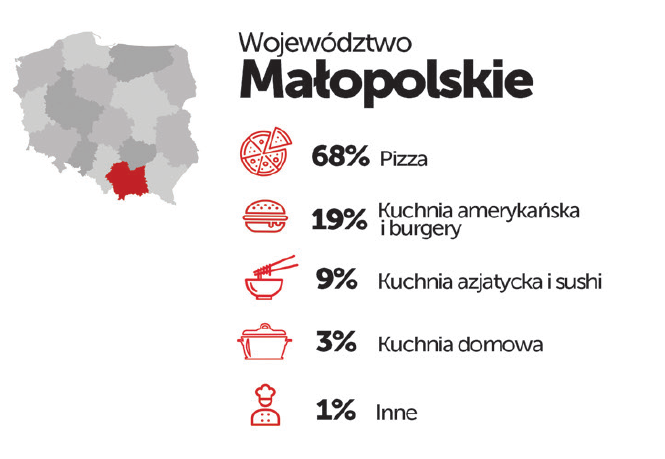 Województwo
Małopolskie
68% Pizza
19% Kuchnia amerykańska
i burgery
9% Kuchnia azjatycka i sushi
3% Kuchnia domowa
1% Inne